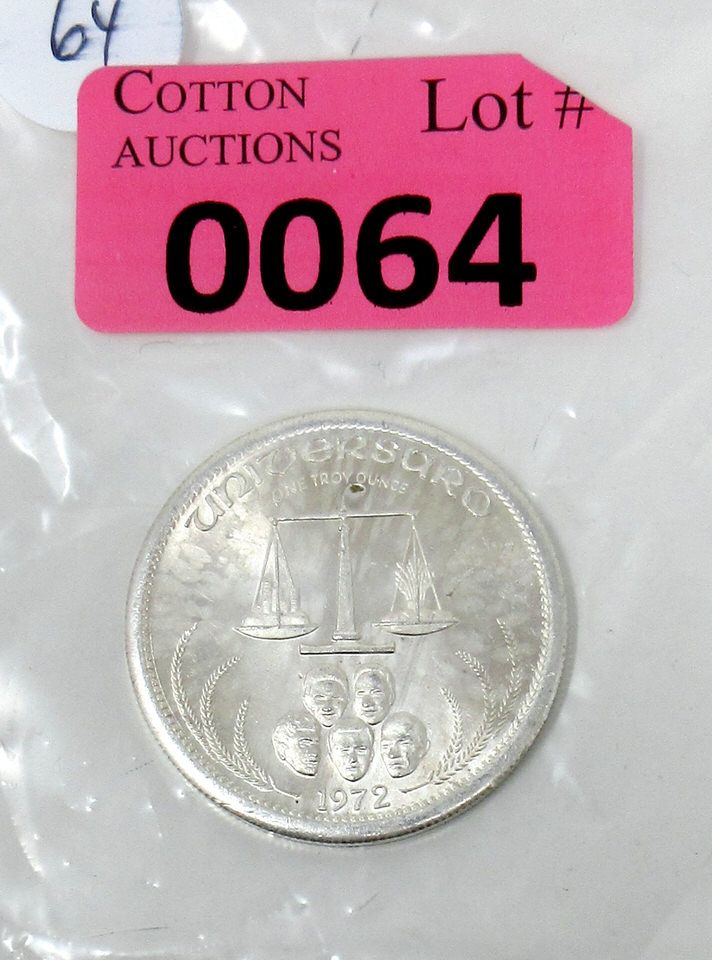 64
COTTON
AUCTIONS
Lot #
0064
UNIVERSARO
ONE TROY OUNCE
1972